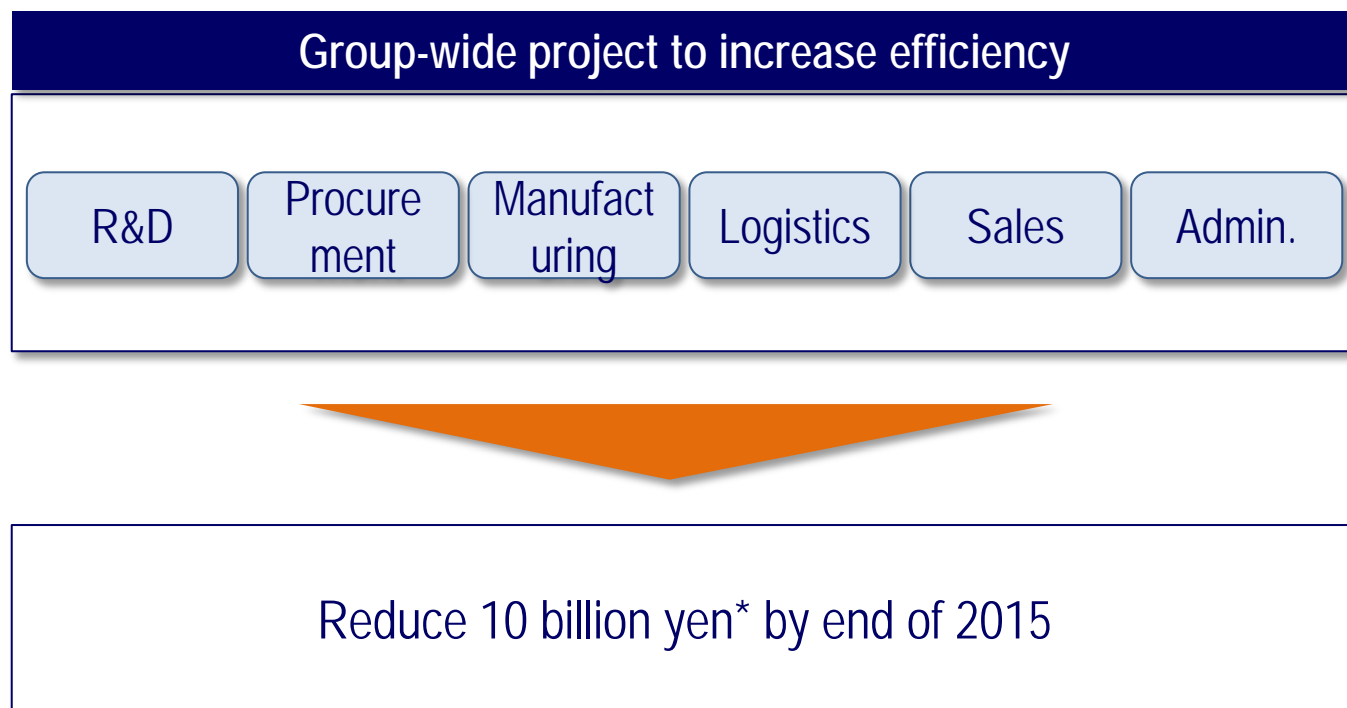 Group-wide project to increase efficiency
R&D
Procure
ment
Manufact
uring
Logistics
Sales
Admin.
Reduce 10 billion yen* by end of 2015